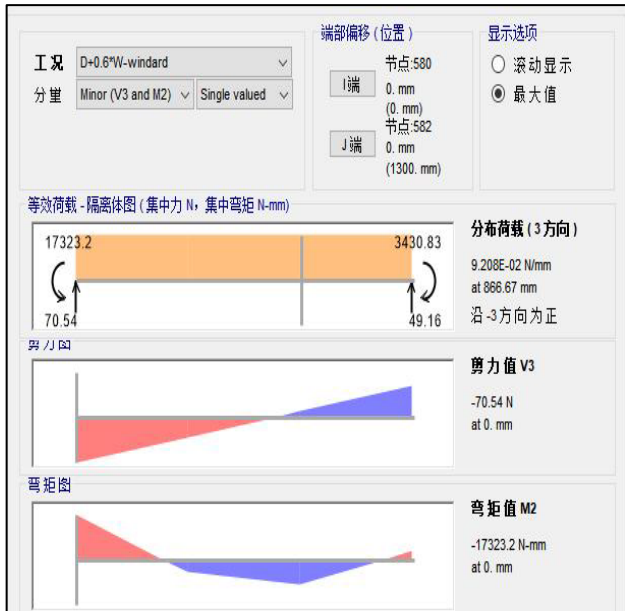 端部偏移 (位置)
显示选项
工况
D+0.6*W-windard
分量
Minor (V3 and M2)
Single valued
I端
节点:580
0. mm
(0. mm)
J端
节点:582
0. mm
(1300. mm)
滚动显示
最大值
等效荷载 - 隔离体图 (集中力 N，集中弯矩 N-mm)
17323.2
3430.83
70.54
49.16
分布荷载 (3方向)
9.208E-02 N/mm
at 866.67 mm
沿 -3方向为正
剪力图
剪力值 V3
-70.54 N
at 0. mm
弯矩图
弯矩值 M2
-17323.2 N-mm
at 0. mm